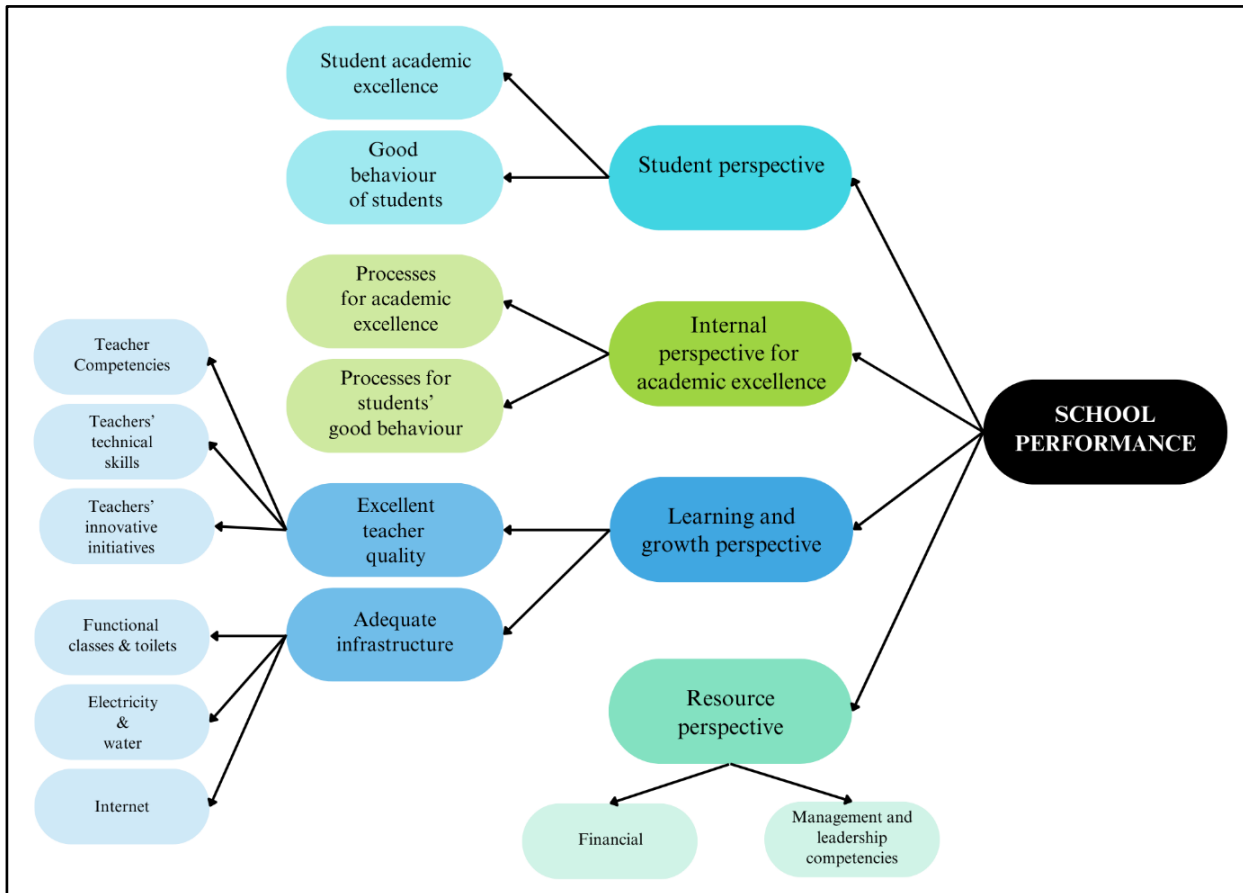 Student academic
excellence
Good
behaviour
of students
Student perspective
Processes
for academic
excellence
Processes for
students’
good behaviour
Internal
perspective for
academic excellence
SCHOOL
PERFORMANCE
Teacher
Competencies
Teachers’
technical
skills
Teachers’
innovative
initiatives
Excellent
teacher
quality
Learning and
growth perspective
Adequate
infrastructure
Functional
classes & toilets
Electricity
&
water
Internet
Resource
perspective
Financial
Management and
leadership
competencies